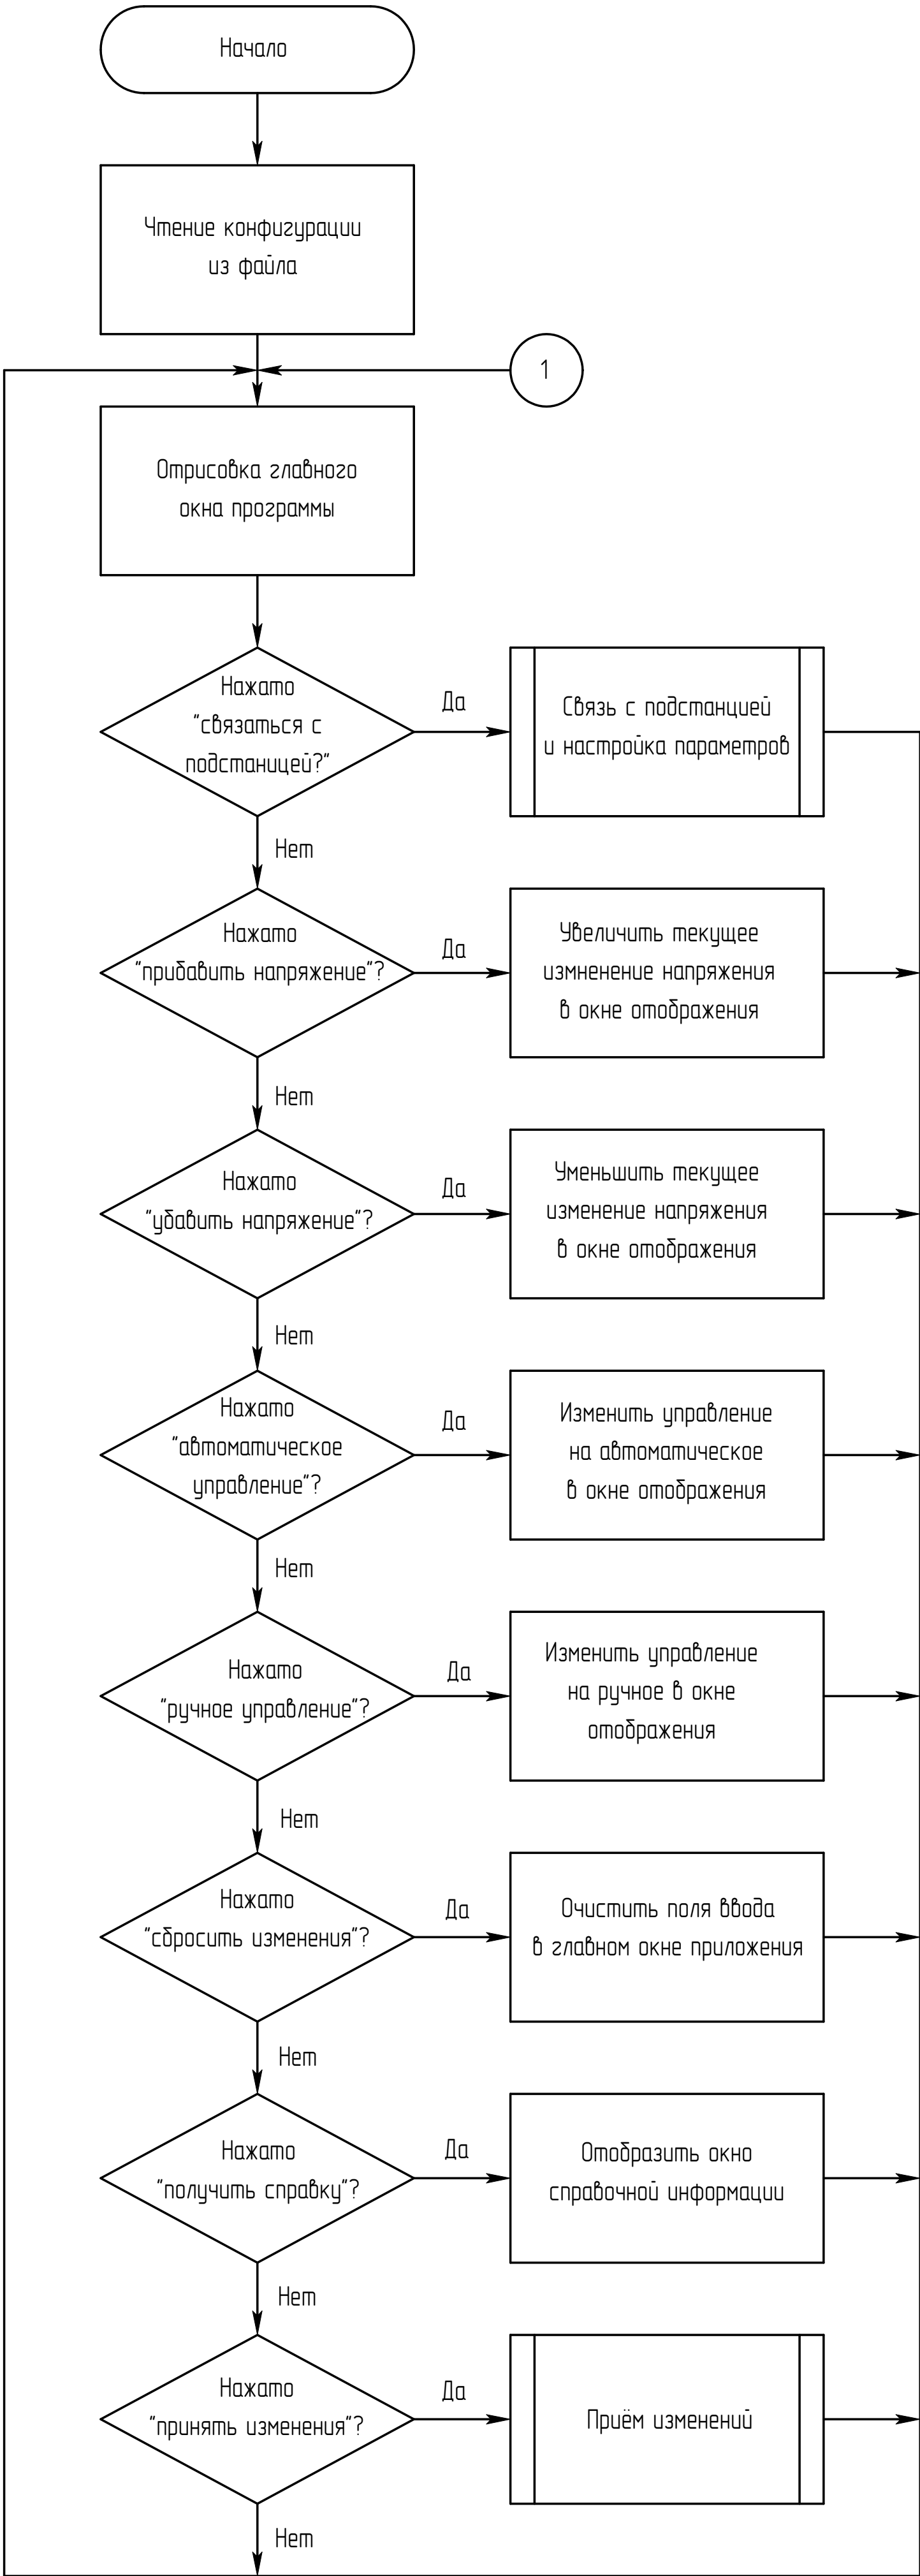 Начало
Чтение конфигурации
из файла
1
Отрисовка главного
окна программы
Нажато
"связаться с
подстаницей?"
Да
Связь с подстанцией
и настройка параметров
Нет
Нажато
"прибавить напряжение"?
Да
Увеличить текущее
измненение напряжения
в окне отображения
Нет
Нажато
"убавить напряжение"?
Да
Уменьшить текущее
изменение напряжения
в окне отображения
Нет
Нажато
"автоматическое
управление"?
Да
Изменить управление
на автоматическое
в окне отображения
Нет
Нажато
"ручное управление"?
Да
Изменить управление
на ручное в окне
отображения
Нет
Нажато
"сбросить изменения"?
Да
Очистить поля ввода
в главном окне приложения
Нет
Нажато
"получить справку"?
Да
Отобразить окно
справочной информации
Нет
Нажато
"принять изменения"?
Да
Приём изменений
Нет